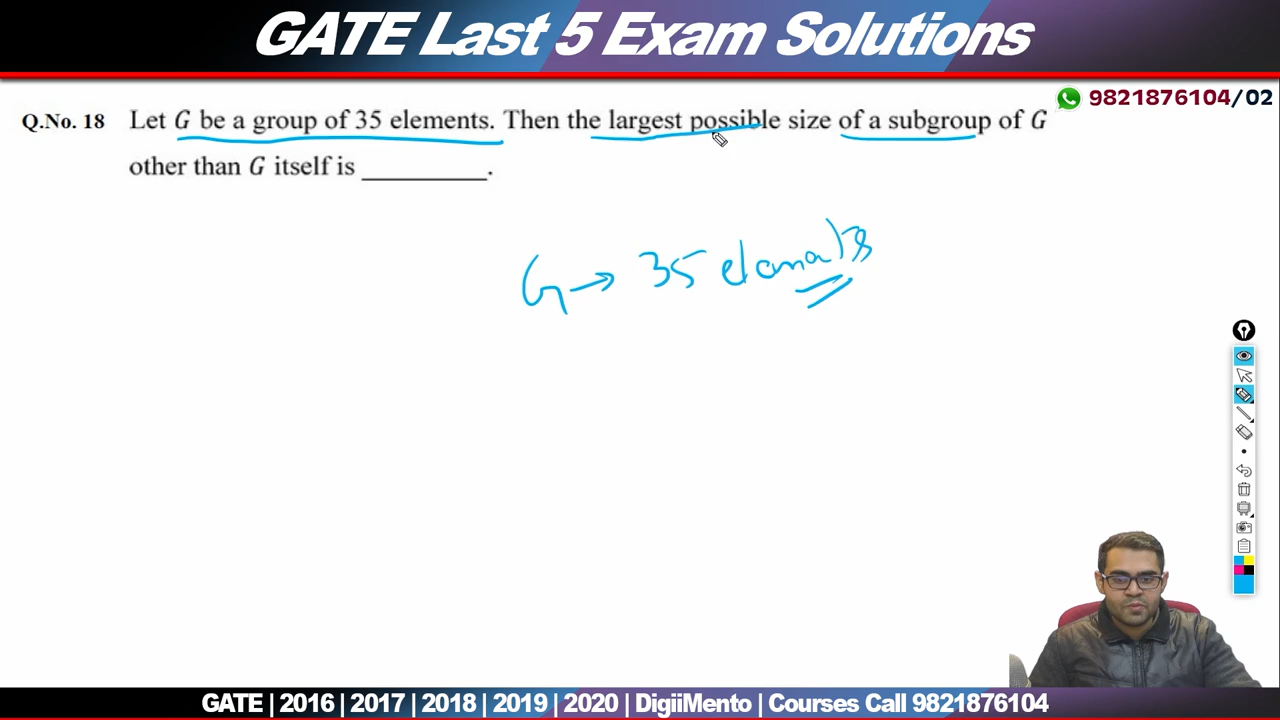 GATE Last 5 Exam Solutions
9821876104/02
Q.No. 18 Let G be a group of 35 elements. Then the largest possible size of a subgroup of G
other than G itself is __________.
G → 35 elements
GATE | 2016 | 2017 | 2018 | 2019 | 2020 | DigiiMento | Courses Call 9821876104